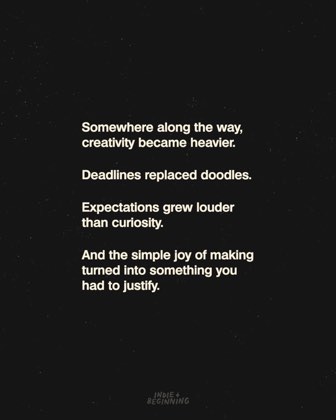 Somewhere along the way,
creativity became heavier.
Deadlines replaced doodles.
Expectations grew louder
than curiosity.
And the simple joy of making
turned into something you
had to justify.
INDIE +
BEGINNING